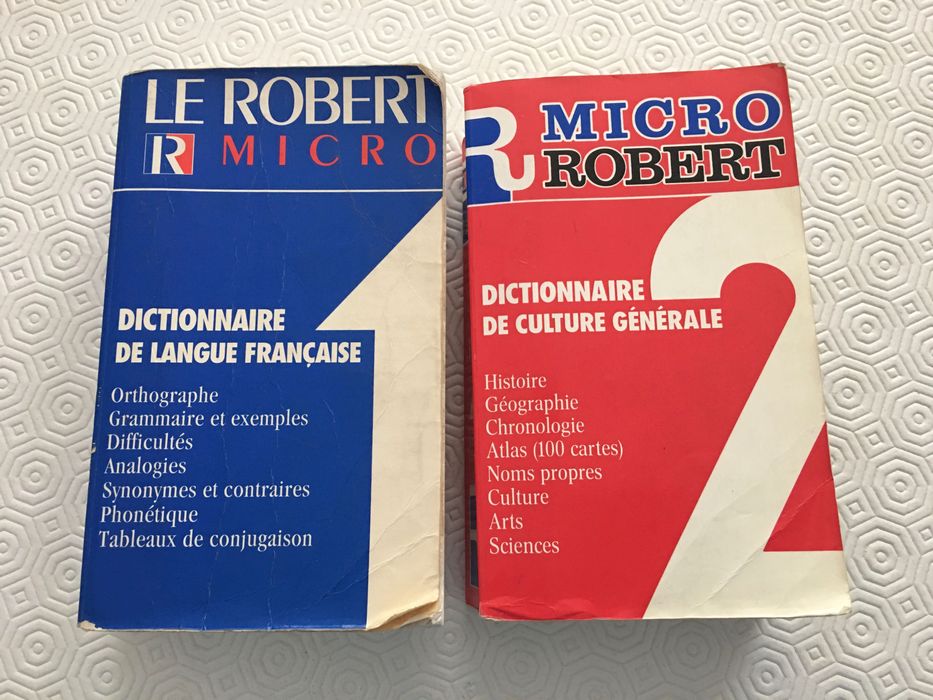 LE ROBERT
R MICRO
1
DICTIONNAIRE
DE LANGUE FRANÇAISE
Orthographe
Grammaire et exemples
Difficultés
Analogies
Synonymes et contraires
Phonétique
Tableaux de conjugaison
R MICRO
ROBERT
2
DICTIONNAIRE
DE CULTURE GÉNÉRALE
Histoire
Géographie
Chronologie
Atlas (100 cartes)
Noms propres
Culture
Arts
Sciences